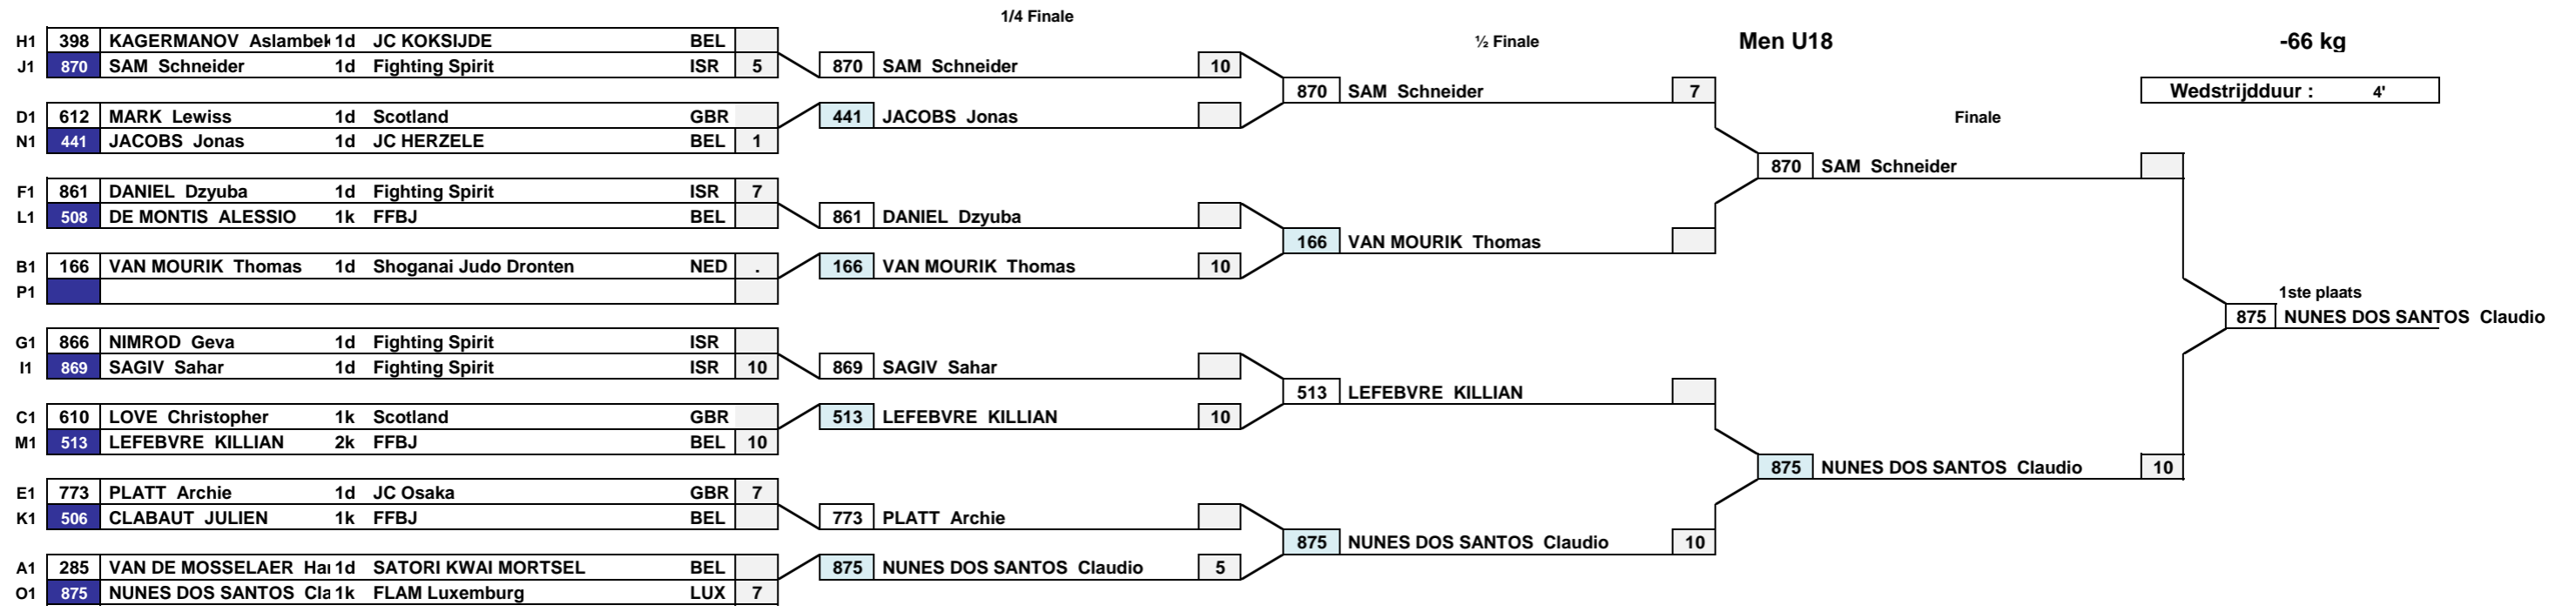 1/4 Finale
½ Finale
Men U18 -66 kg
Wedstrijdduur : 4'
Finale
H1 398 KAGERMANOV Aslambek 1d JC KOKSIJDE BEL
J1 870 SAM Schneider 1d Fighting Spirit ISR 5
870 SAM Schneider 10
870 SAM Schneider 7
D1 612 MARK Lewiss 1d Scotland GBR
441 JACOBS Jonas
N1 441 JACOBS Jonas 1d JC HERZELE BEL 1
870 SAM Schneider
F1 861 DANIEL Dzyuba 1d Fighting Spirit ISR 7
L1 508 DE MONTIS ALESSIO 1k FFBJ BEL
861 DANIEL Dzyuba
166 VAN MOURIK Thomas
B1 166 VAN MOURIK Thomas 1d Shoganai Judo Dronten NED .
166 VAN MOURIK Thomas 10
P1
1ste plaats
875 NUNES DOS SANTOS Claudio
G1 866 NIMROD Geva 1d Fighting Spirit ISR
I1 869 SAGIV Sahar 1d Fighting Spirit ISR 10
869 SAGIV Sahar
513 LEFEBVRE KILLIAN
C1 610 LOVE Christopher 1k Scotland GBR
513 LEFEBVRE KILLIAN 10
M1 513 LEFEBVRE KILLIAN 2k FFBJ BEL 10
875 NUNES DOS SANTOS Claudio 10
E1 773 PLATT Archie 1d JC Osaka GBR 7
K1 506 CLABAUT JULIEN 1k FFBJ BEL
773 PLATT Archie
875 NUNES DOS SANTOS Claudio 10
A1 285 VAN DE MOSSELAER Har 1d SATORI KWAI MORTSEL BEL
875 NUNES DOS SANTOS Claudio 5
O1 875 NUNES DOS SANTOS Cla 1k FLAM Luxemburg LUX 7